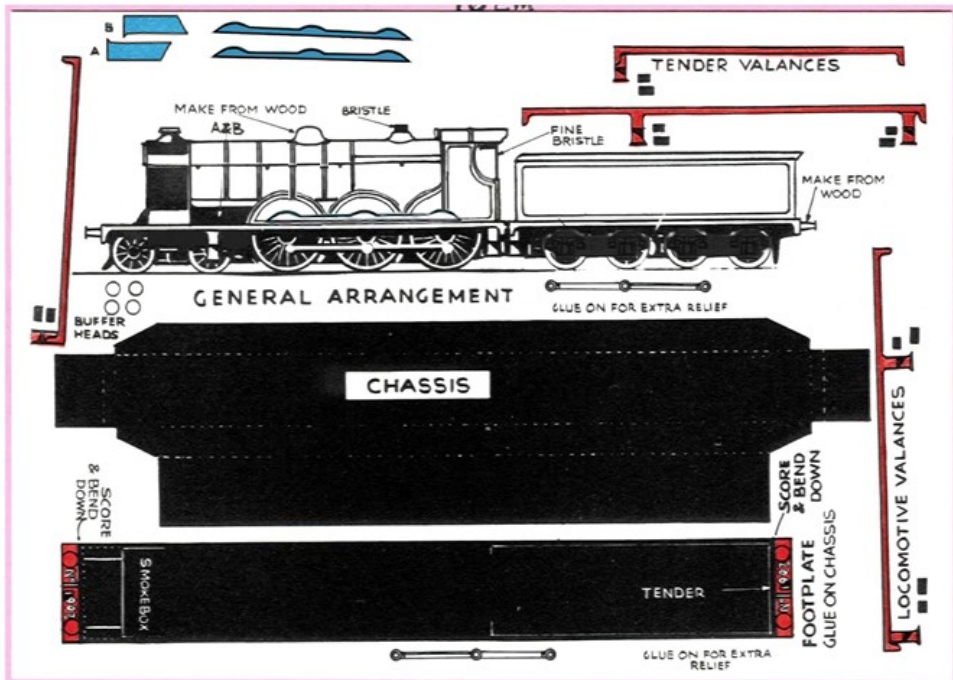 B
A
TENDER VALANCES
MAKE FROM WOOD
A&B
BRISTLE
FINE
BRISTLE
MAKE FROM
WOOD
GENERAL ARRANGEMENT
GLUE ON FOR EXTRA RELIEF
BUFFER
HEADS
CHASSIS
LOCOMOTIVE VALANCES
SCORE
& BEND
DOWN
SCORE
& BEND
DOWN
SMOKEBOX
TENDER
FOOTPLATE
GLUE ON CHASSIS
GLUE ON FOR EXTRA
RELIEF